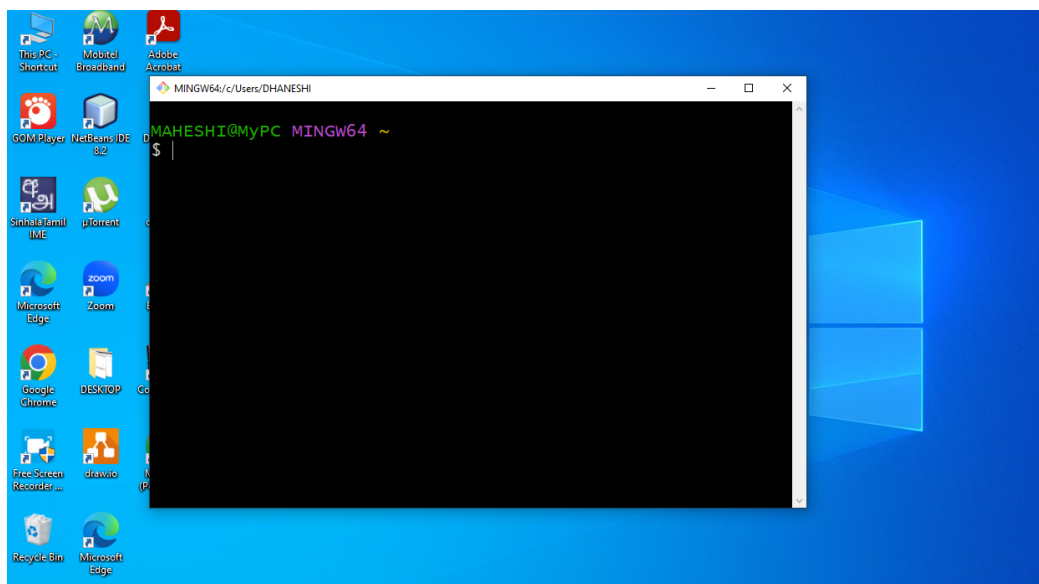 This PC -
Shortcut
Mobitel
Broadband
Adobe
Acrobat
MINGW64:/c/Users/DHANESHI
MAHESHI@MyPC MINGW64 ~
$
GOM Player
NetBeans IDE
8.2
SinhalaTamil
IME
µTorrent
Microsoft
Edge
zoom
Zoom
Google
Chrome
DESKTOP
Free Screen
Recorder ...
draw.io
Recycle Bin
Microsoft
Edge